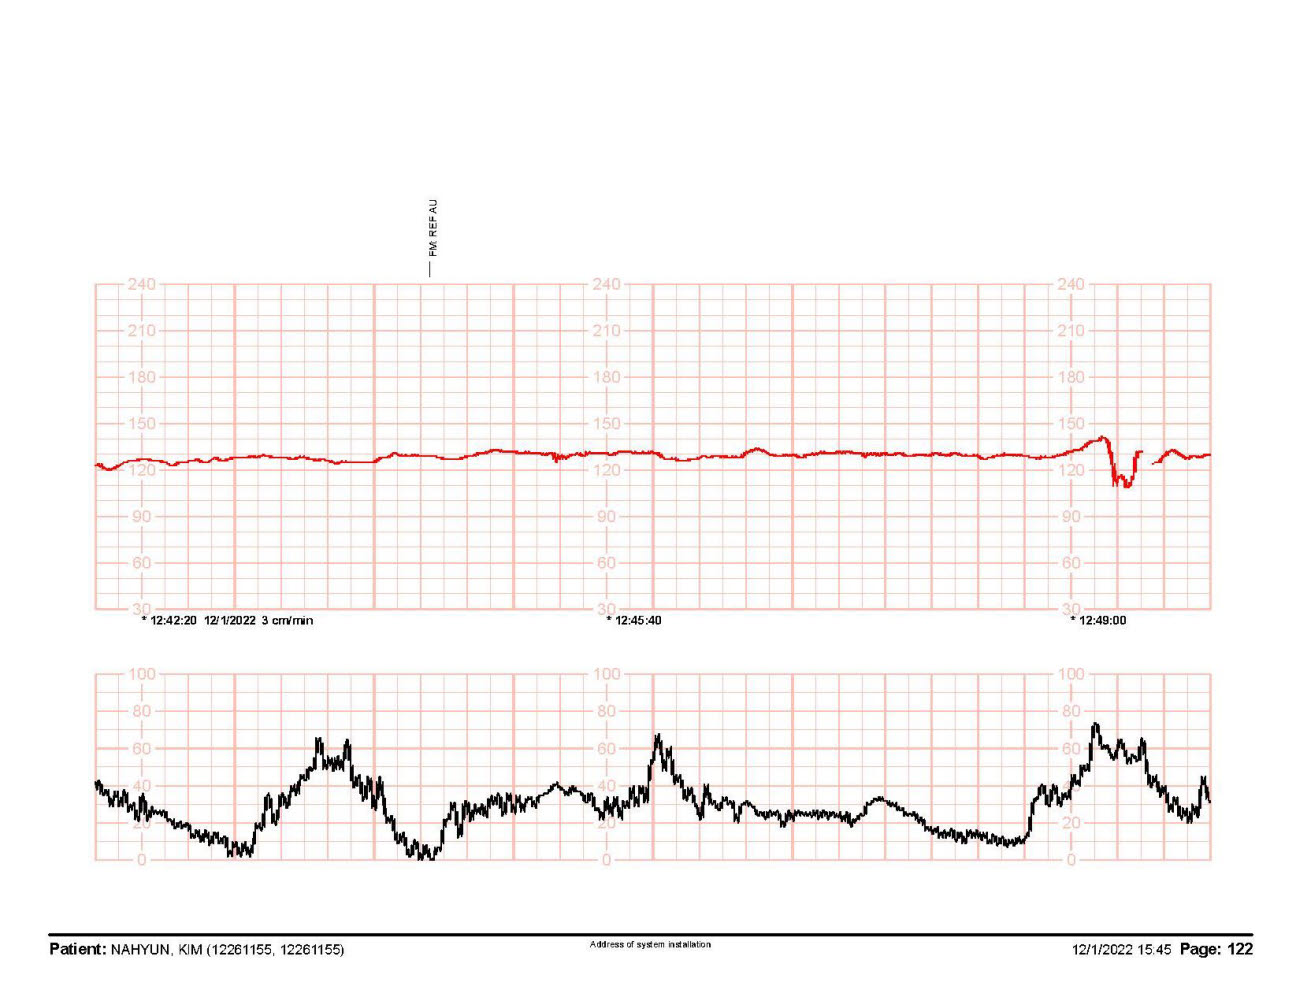 FM: REF AU
240 240 240
210 210 210
180 180 180
150 150 150
120 120 120
90 90 90
60 60 60
30 30 30
* 12:42:20 12/1/2022 3 cm/min * 12:45:40 * 12:49:00
100 100 100
80 80 80
60 60 60
40 40 40
20 20 20
0 0 0
Patient: NAHYUN, KIM (12261155, 12261155) Address of system installation 12/1/2022 15:45 Page: 122